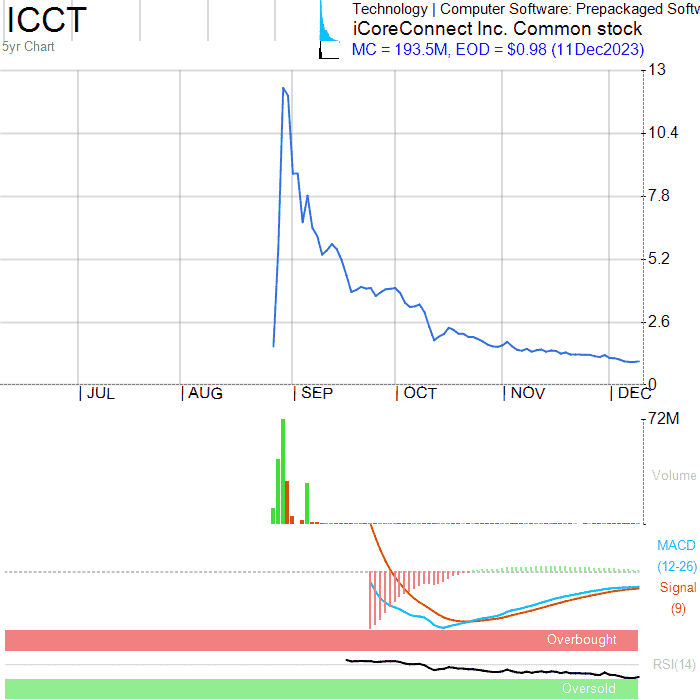 ICCT
5yr Chart
Technology | Computer Software: Prepackaged Softw
iCoreConnect Inc. Common stock
MC = 193.5M, EOD = $0.98 (11Dec2023)
13
10.4
7.8
5.2
2.6
0
| JUL | AUG | SEP | OCT | NOV | DEC
72M
Volume
MACD
(12-26)
Signal
(9)
Overbought
RSI(14)
Oversold